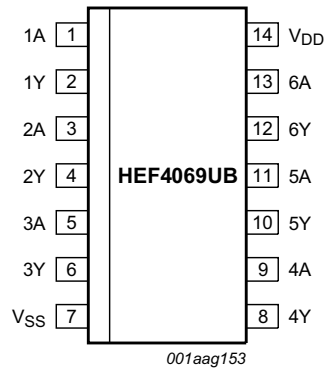 1A 1 14 VDD
1Y 2 13 6A
2A 3 12 6Y
2Y 4 HEF4069UB 11 5A
3A 5 10 5Y
3Y 6 9 4A
VSS 7 8 4Y
001aag153